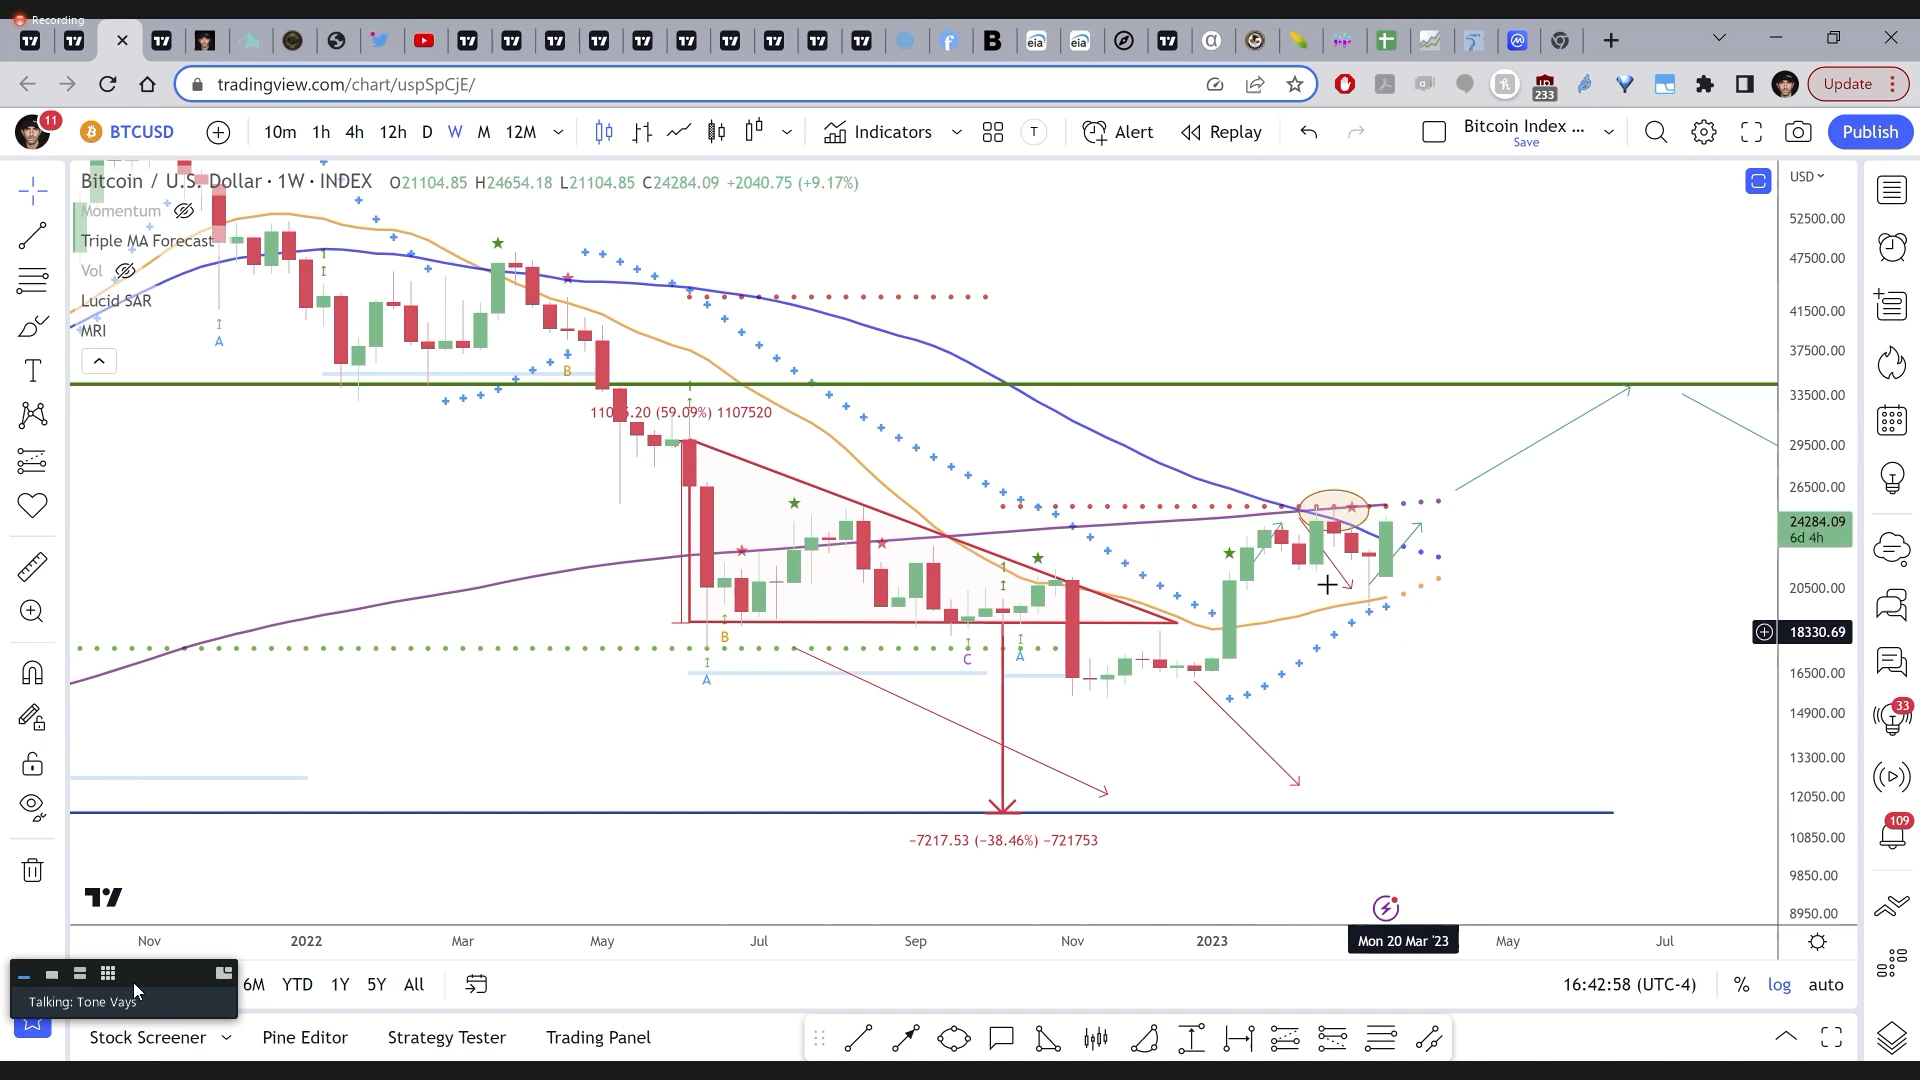 Recording
tradingview.com/chart/uspSpCjE/
233
Update
11
BTCUSD
10m 1h 4h 12h D W M 12M
Indicators
T
Alert
Replay
Bitcoin Index ...
Save
Publish
Bitcoin / U.S. Dollar · 1W · INDEX O21104.85 H24654.18 L21104.85 C24284.09 +2040.75 (+9.17%)
Momentum
Triple MA Forecast
Vol
Lucid SAR
MRI
USD
52500.00
47500.00
41500.00
37500.00
33500.00
29500.00
26500.00
24284.09
6d 4h
20500.00
18330.69
16500.00
14900.00
13300.00
12050.00
10850.00
9850.00
8950.00
1
A
B
1
1
B
A
C
A
1
−7217.53 (−38.46%) −721753
Nov 2022 Mar May Jul Sep Nov 2023 Mon 20 Mar '23 May Jul
33
109
6M YTD 1Y 5Y All
16:42:58 (UTC-4) % log auto
Talking: Tone Vays
Stock Screener Pine Editor Strategy Tester Trading Panel